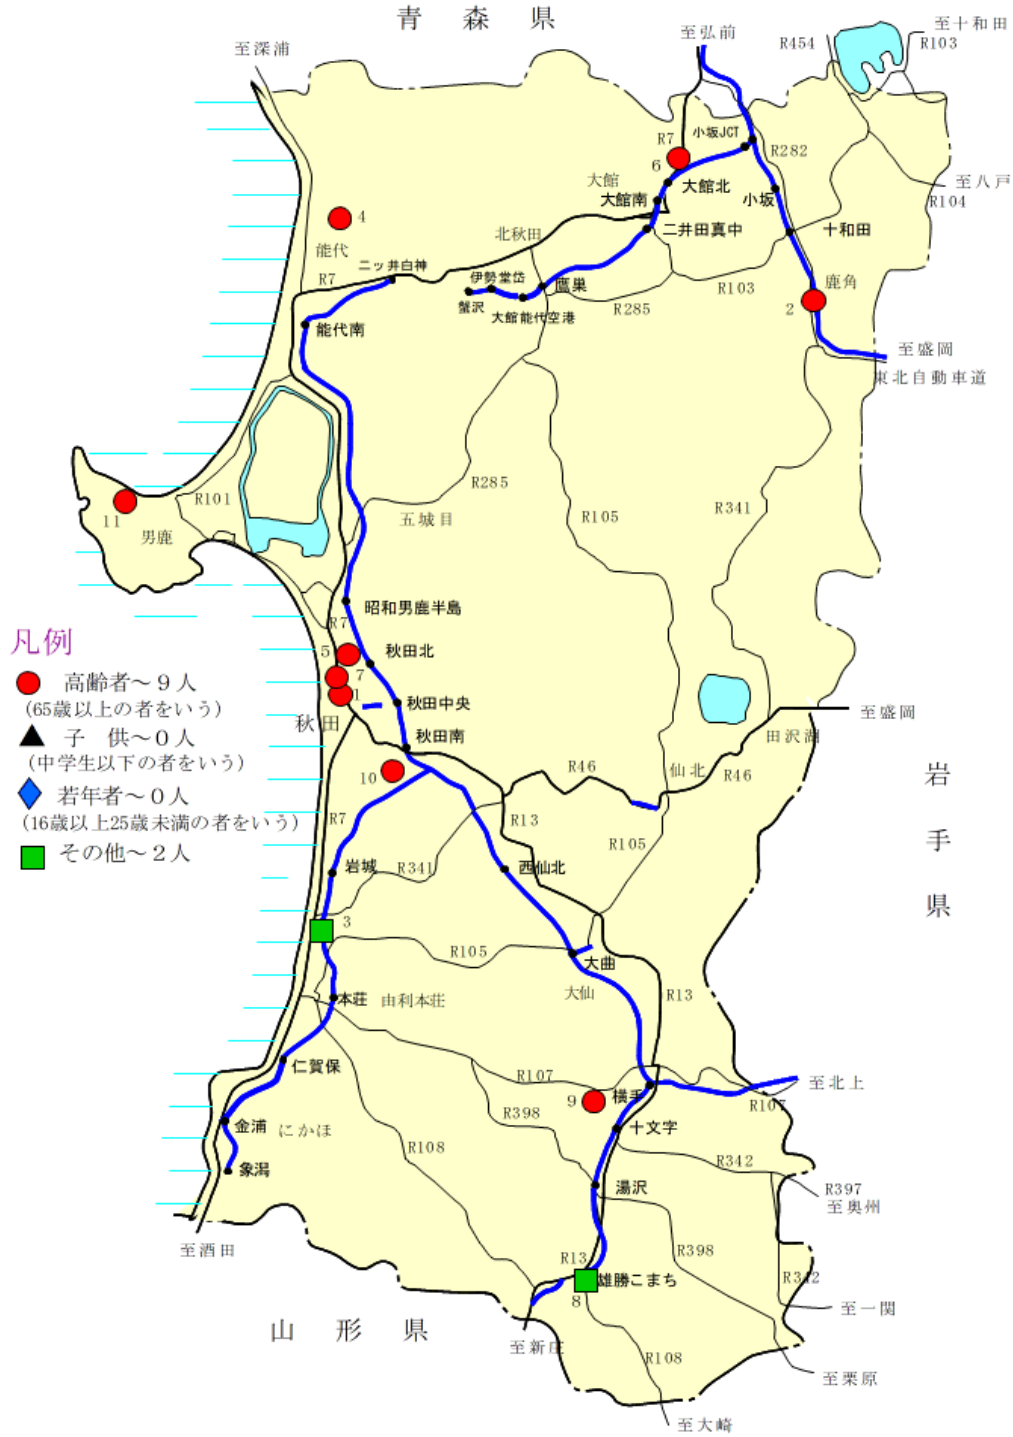 青森県
至十和田
至弘前
R454
R103
至深浦
小坂JCT
R7
R282
6
大館
大館北
至八戸
小坂
R104
大館南
4
二井田真中
十和田
北秋田
能代
ニッ井白神
R7
伊勢堂岱
鷹巣
R103
鹿角
蟹沢
大館能代空港
R285
2
能代南
至盛岡
東北自動車道
R285
R101
R341
11
五城目
R105
男鹿
昭和男鹿半島
R7
凡例
5
秋田北
7
高齢者～９人
1
秋田中央
(65歳以上の者をいう)
至盛岡
秋田
子　供～０人
秋田南
田沢湖
(中学生以下の者をいう)
10
R46
仙北
R46
岩手県
若年者～０人
R7
R13
(16歳以上25歳未満の者をいう)
R105
その他～２人
岩城
R341
西仙北
3
R105
大曲
大仙
R13
本荘
由利本荘
仁賀保
R107
横手
至北上
9
R107
R398
金浦
にかほ
十文字
R108
R342
象潟
湯沢
R397
至奥州
至酒田
R13
R398
雄勝こまち
R342
8
至一関
山形県
至新庄
R108
至栗原
至大崎